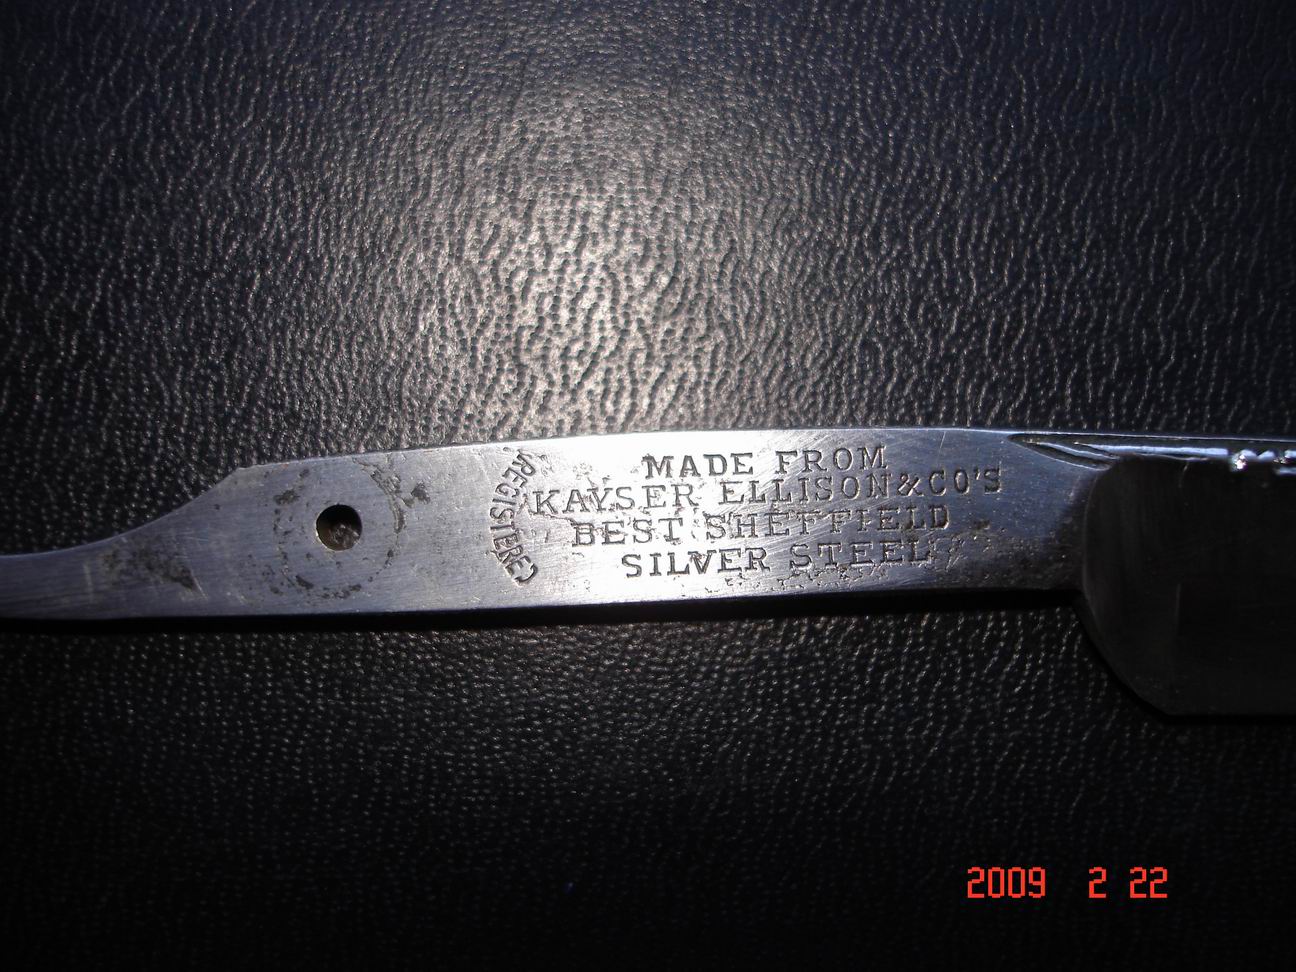 REGISTERED
MADE FROM
KAYSER ELLISON & CO'S
BEST SHEFFIELD
SILVER STEEL
2009 2 22